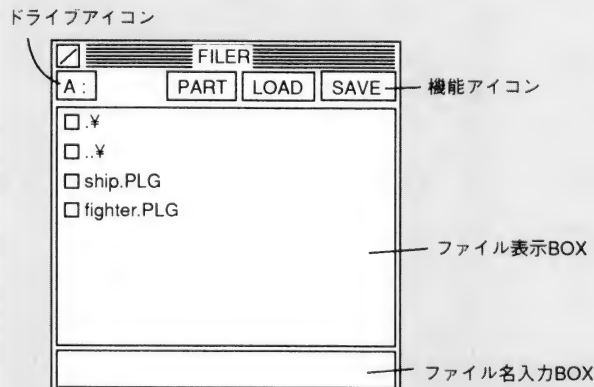 ドライブアイコン
FILER
A :
PART
LOAD
SAVE
機能アイコン
.¥
..¥
ship.PLG
fighter.PLG
ファイル表示BOX
ファイル名入力BOX